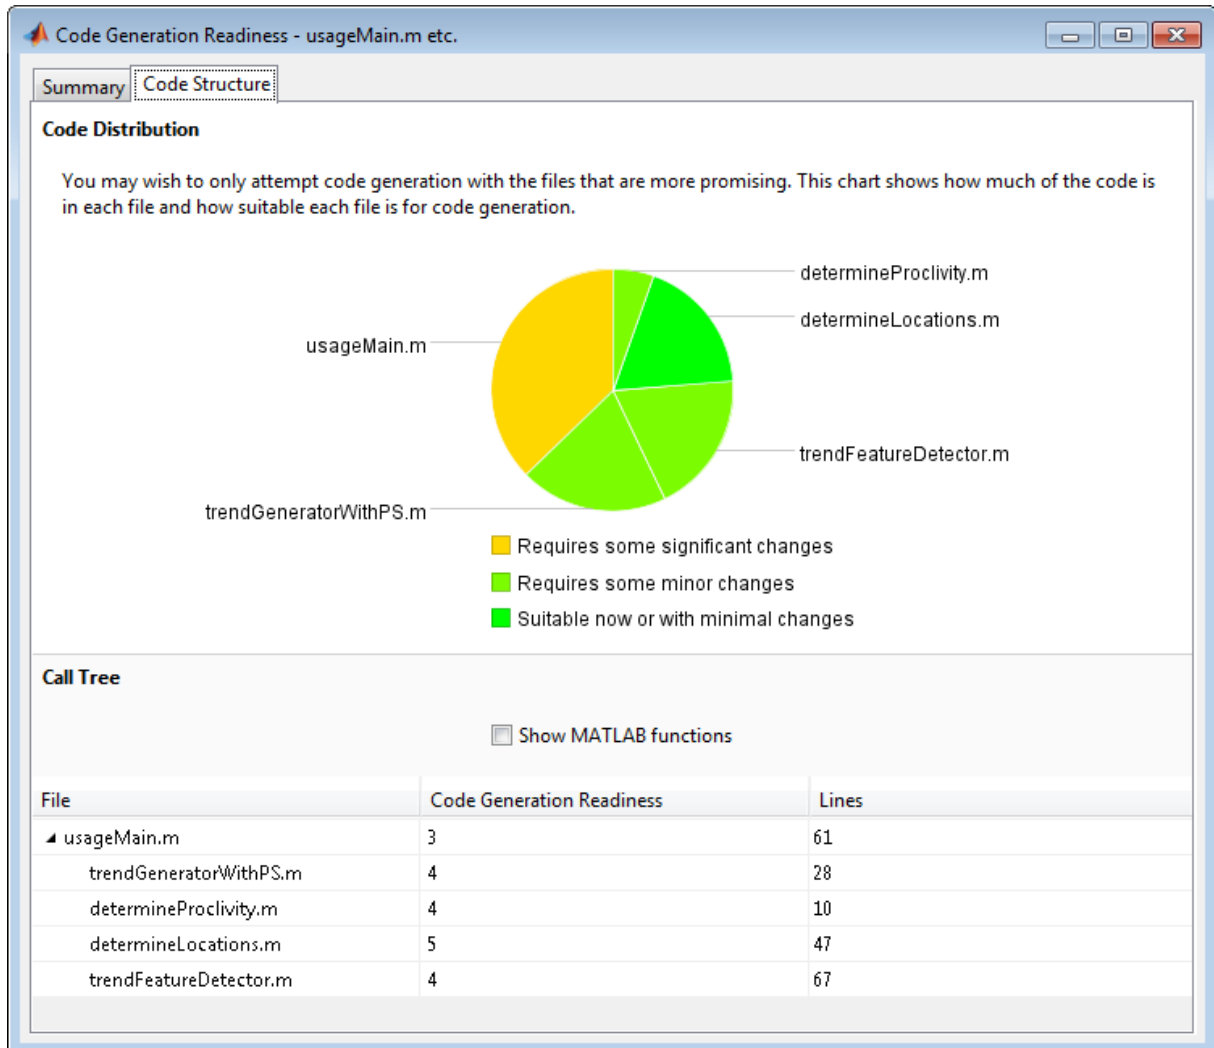 Code Generation Readiness - usageMain.m etc.
Summary
Code Structure
Code Distribution
You may wish to only attempt code generation with the files that are more promising. This chart shows how much of the code is
in each file and how suitable each file is for code generation.
determineProclivity.m
determineLocations.m
usageMain.m
trendFeatureDetector.m
trendGeneratorWithPS.m
Requires some significant changes
Requires some minor changes
Suitable now or with minimal changes
Call Tree
Show MATLAB functions
File Code Generation Readiness Lines
usageMain.m 3 61
trendGeneratorWithPS.m 4 28
determineProclivity.m 4 10
determineLocations.m 5 47
trendFeatureDetector.m 4 67